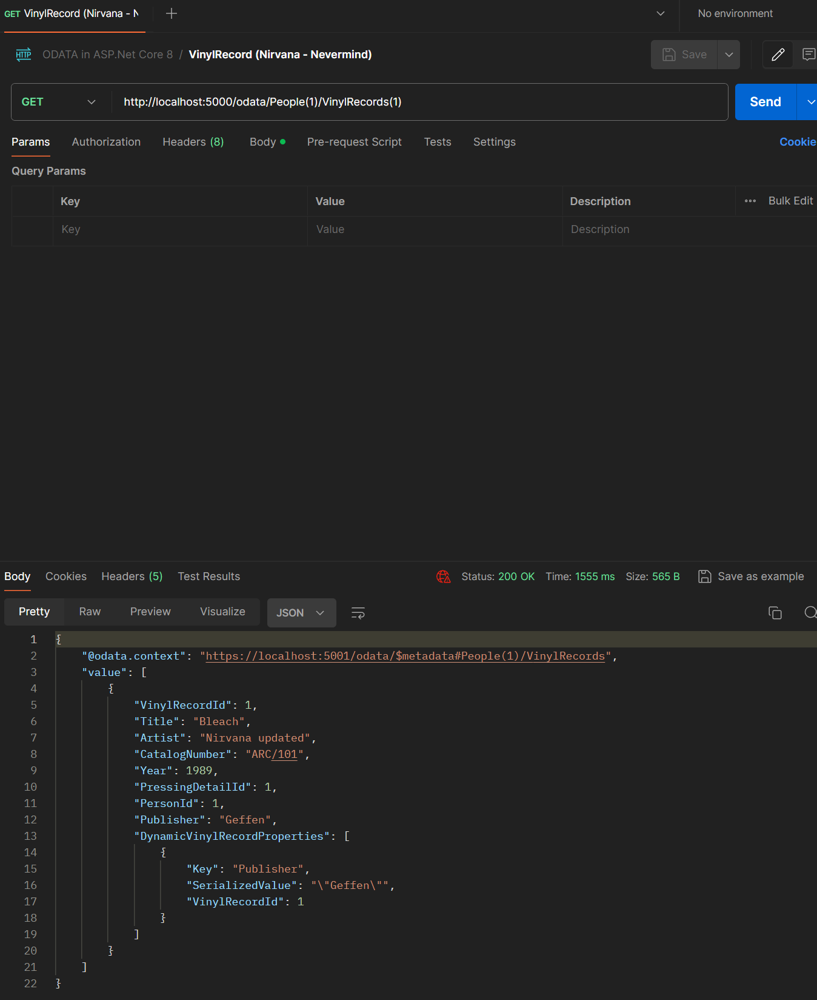 GET VinylRecord (Nirvana - N
No environment
HTTP ODATA in ASP.Net Core 8 / VinylRecord (Nirvana - Nevermind)
Save
GET http://localhost:5000/odata/People(1)/VinylRecords(1)
Send
Params Authorization Headers (8) Body Pre-request Script Tests Settings Cookie
Query Params
Key Value Description Bulk Edit
Key Value Description
Body Cookies Headers (5) Test Results Status: 200 OK Time: 1555 ms Size: 565 B Save as example
Pretty Raw Preview Visualize JSON
1 {
2 "@odata.context": "https://localhost:5001/odata/$metadata#People(1)/VinylRecords",
3 "value": [
4 {
5 "VinylRecordId": 1,
6 "Title": "Bleach",
7 "Artist": "Nirvana updated",
8 "CatalogNumber": "ARC/101",
9 "Year": 1989,
10 "PressingDetailId": 1,
11 "PersonId": 1,
12 "Publisher": "Geffen",
13 "DynamicVinylRecordProperties": [
14 {
15 "Key": "Publisher",
16 "SerializedValue": "\"Geffen\"",
17 "VinylRecordId": 1
18 }
19 ]
20 }
21 ]
22 }